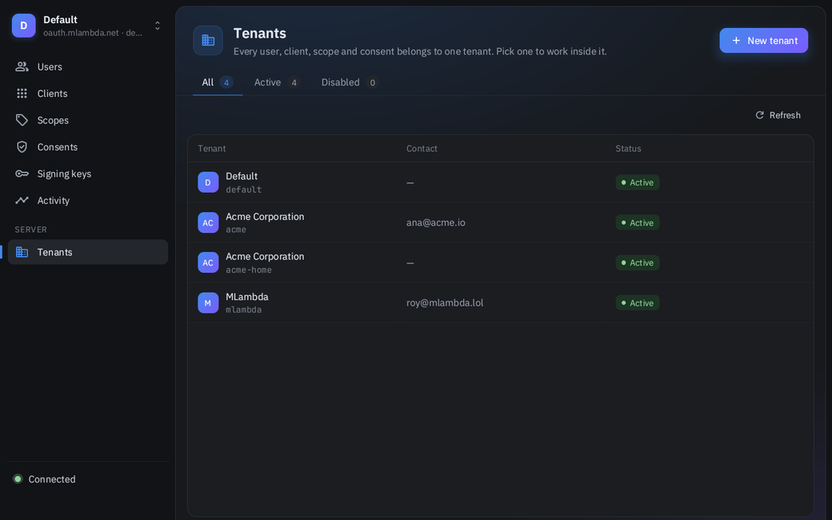 D
Default
oauth.mlambda.net · de...
Users
Clients
Scopes
Consents
Signing keys
Activity
SERVER
Tenants
Connected
Tenants
Every user, client, scope and consent belongs to one tenant. Pick one to work inside it.
New tenant
All 4
Active 4
Disabled 0
Refresh
Tenant Contact Status
D Default — Active
default
AC Acme Corporation ana@acme.io Active
acme
AC Acme Corporation — Active
acme-home
M MLambda roy@mlambda.lol Active
mlambda